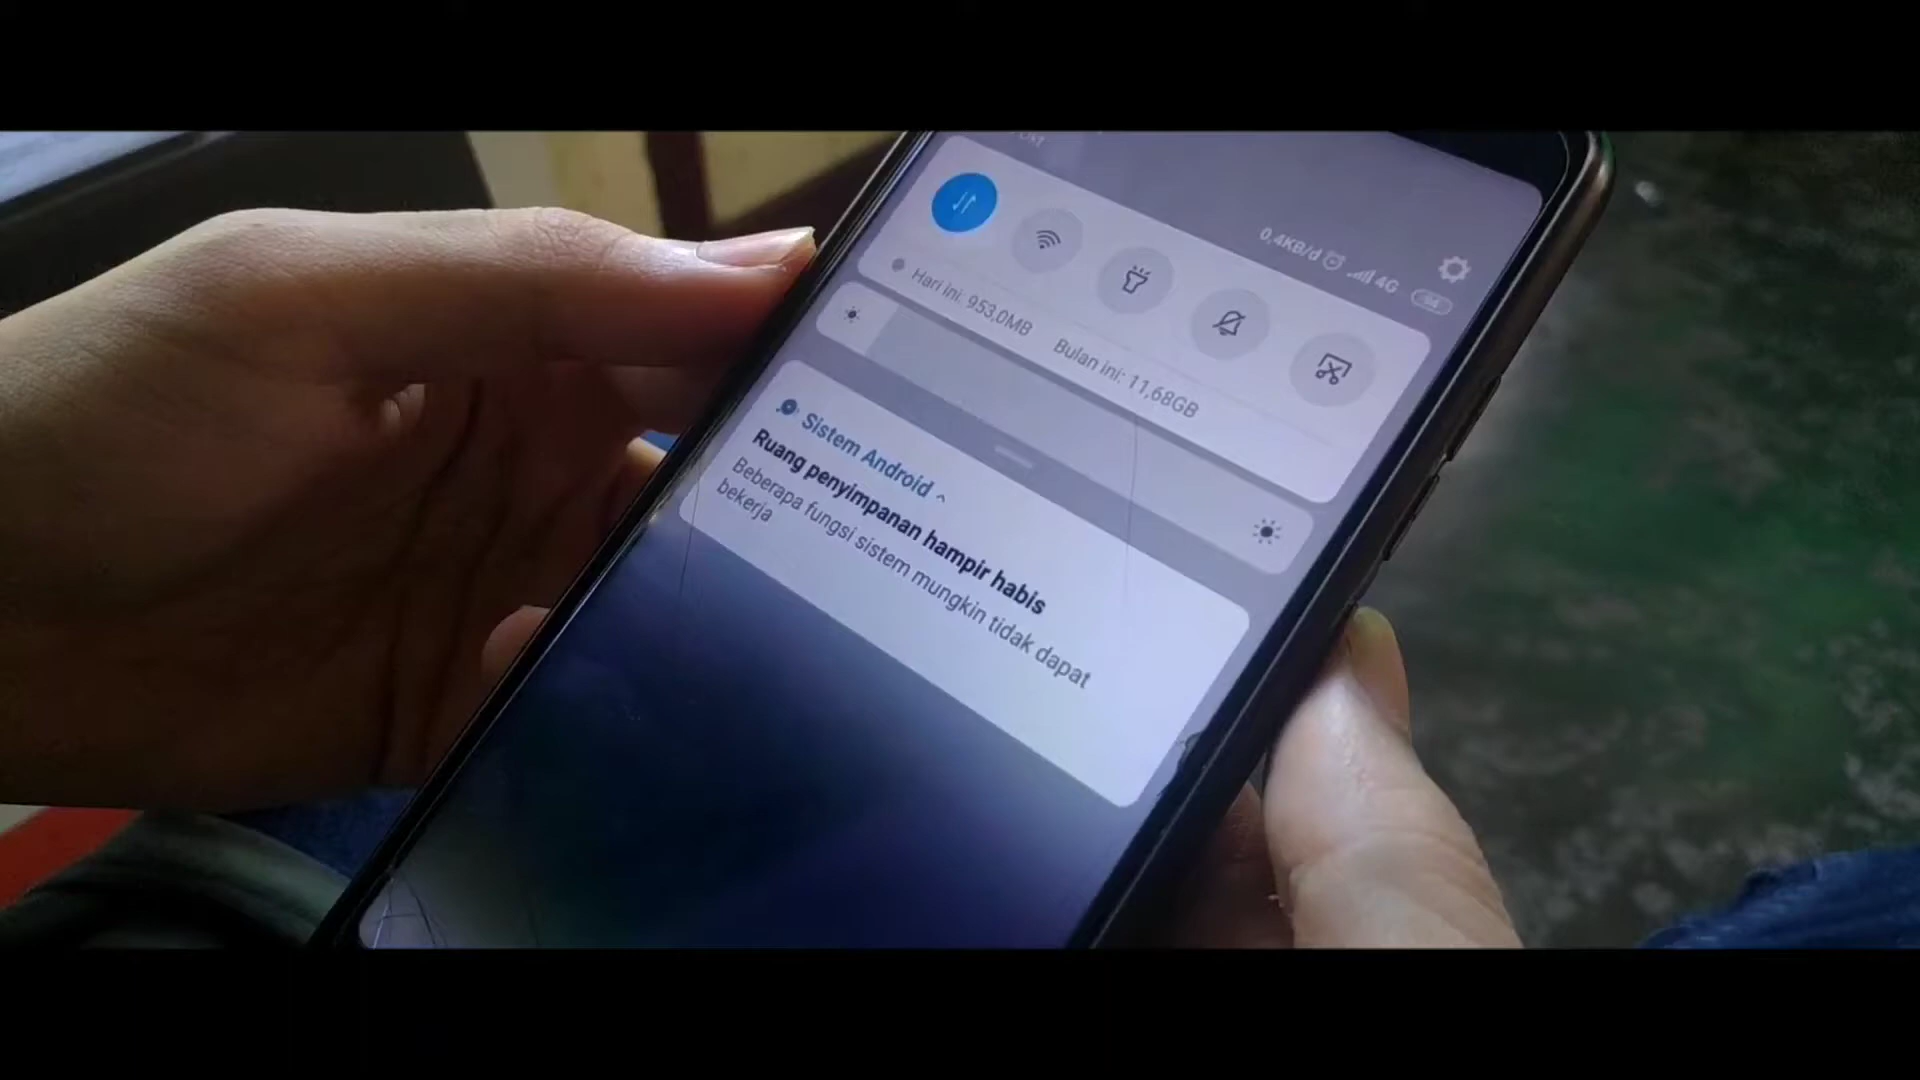 0,4KB/d 4G 94
Hari ini: 953,0MB Bulan ini: 11,68GB
Sistem Android
Ruang penyimpanan hampir habis
Beberapa fungsi sistem mungkin tidak dapat
bekerja